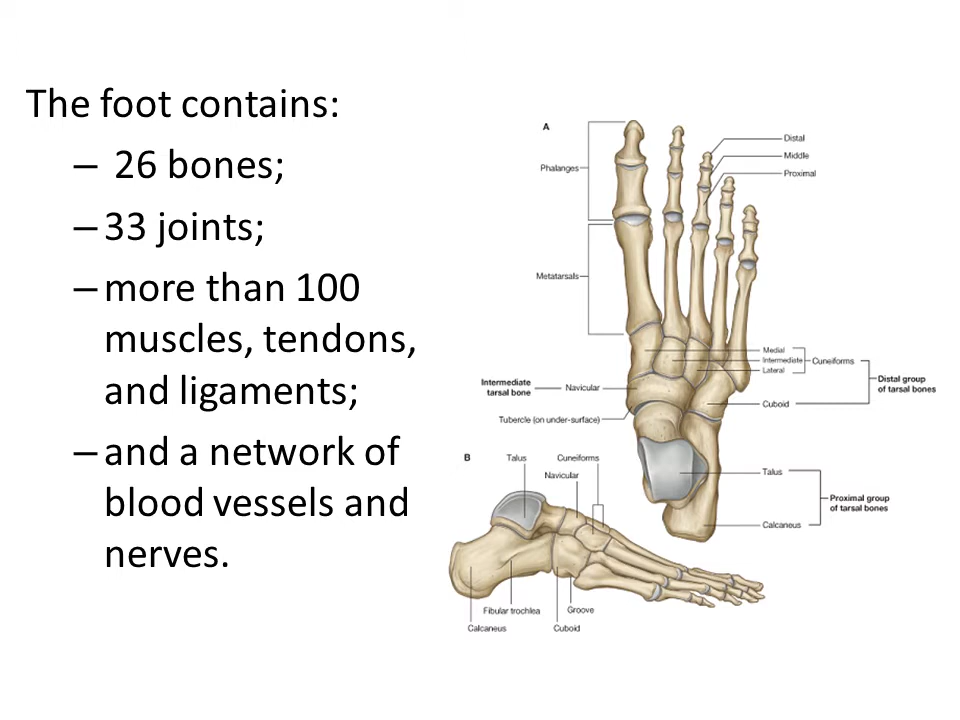 The foot contains:
– 26 bones;
– 33 joints;
– more than 100
muscles, tendons,
and ligaments;
– and a network of
blood vessels and
nerves.
A
Phalanges
Distal
Middle
Proximal
Metatarsals
Medial
Intermediate
Lateral
Cuneiforms
Distal group
of tarsal bones
Intermediate
tarsal bone
Navicular
Cuboid
Tubercle (on under-surface)
Talus
Proximal group
of tarsal bones
Calcaneus
B
Talus
Cuneiforms
Navicular
Fibular trochlea
Groove
Calcaneus
Cuboid